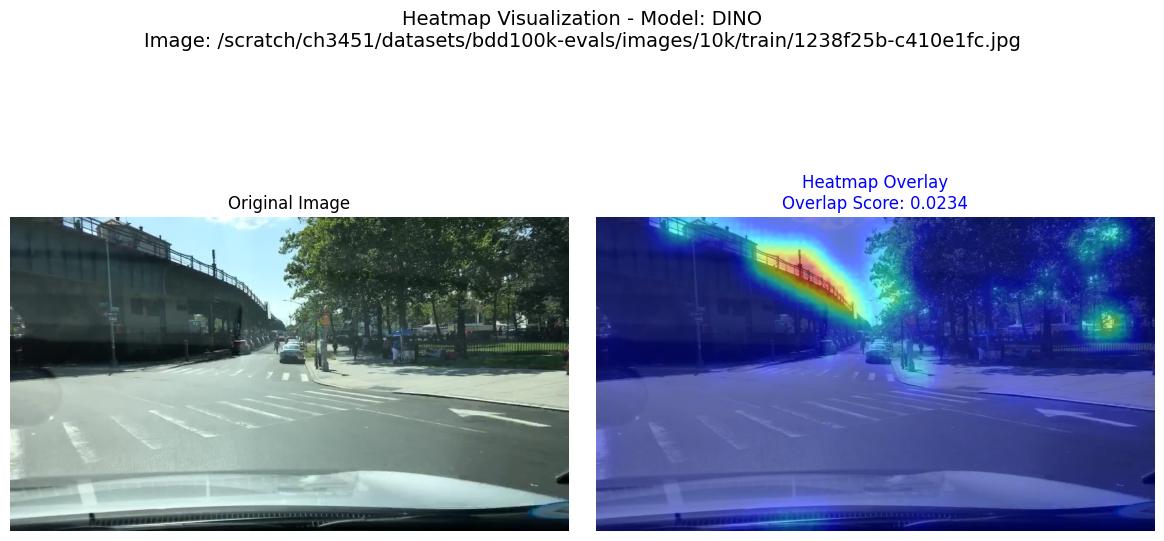 Heatmap Visualization - Model: DINO
Image: /scratch/ch3451/datasets/bdd100k-evals/images/10k/train/1238f25b-c410e1fc.jpg
Original Image
Heatmap Overlay
Overlap Score: 0.0234